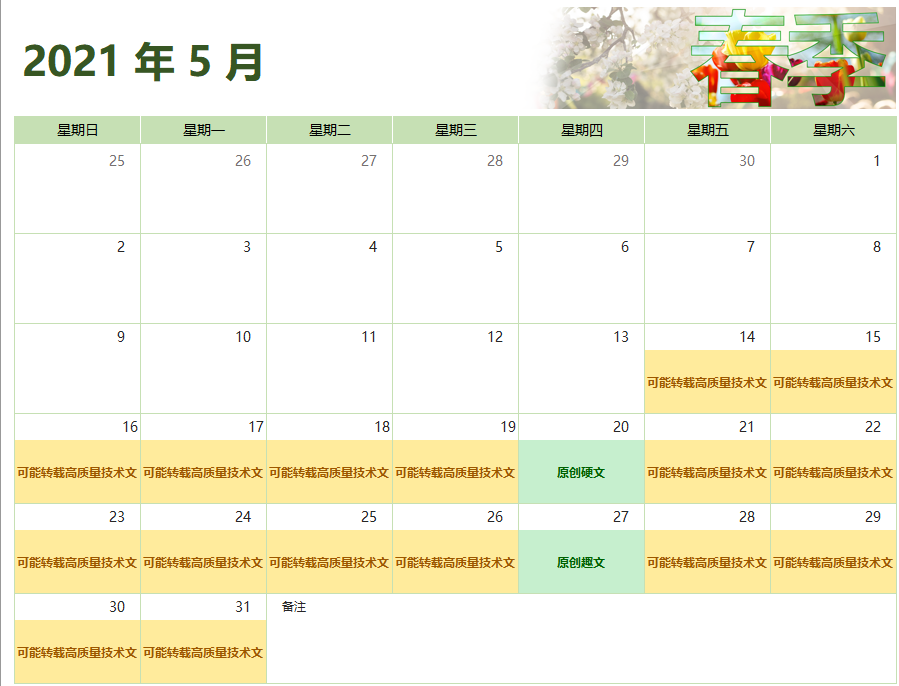 2021 年 5 月
春季
星期日 星期一 星期二 星期三 星期四 星期五 星期六
25 26 27 28 29 30 1
2 3 4 5 6 7 8
9 10 11 12 13 14 15
可能转载高质量技术文 可能转载高质量技术文
16 17 18 19 20 21 22
可能转载高质量技术文 可能转载高质量技术文 可能转载高质量技术文 可能转载高质量技术文 原创硬文 可能转载高质量技术文 可能转载高质量技术文
23 24 25 26 27 28 29
可能转载高质量技术文 可能转载高质量技术文 可能转载高质量技术文 可能转载高质量技术文 原创趣文 可能转载高质量技术文 可能转载高质量技术文
30 31 备注
可能转载高质量技术文 可能转载高质量技术文